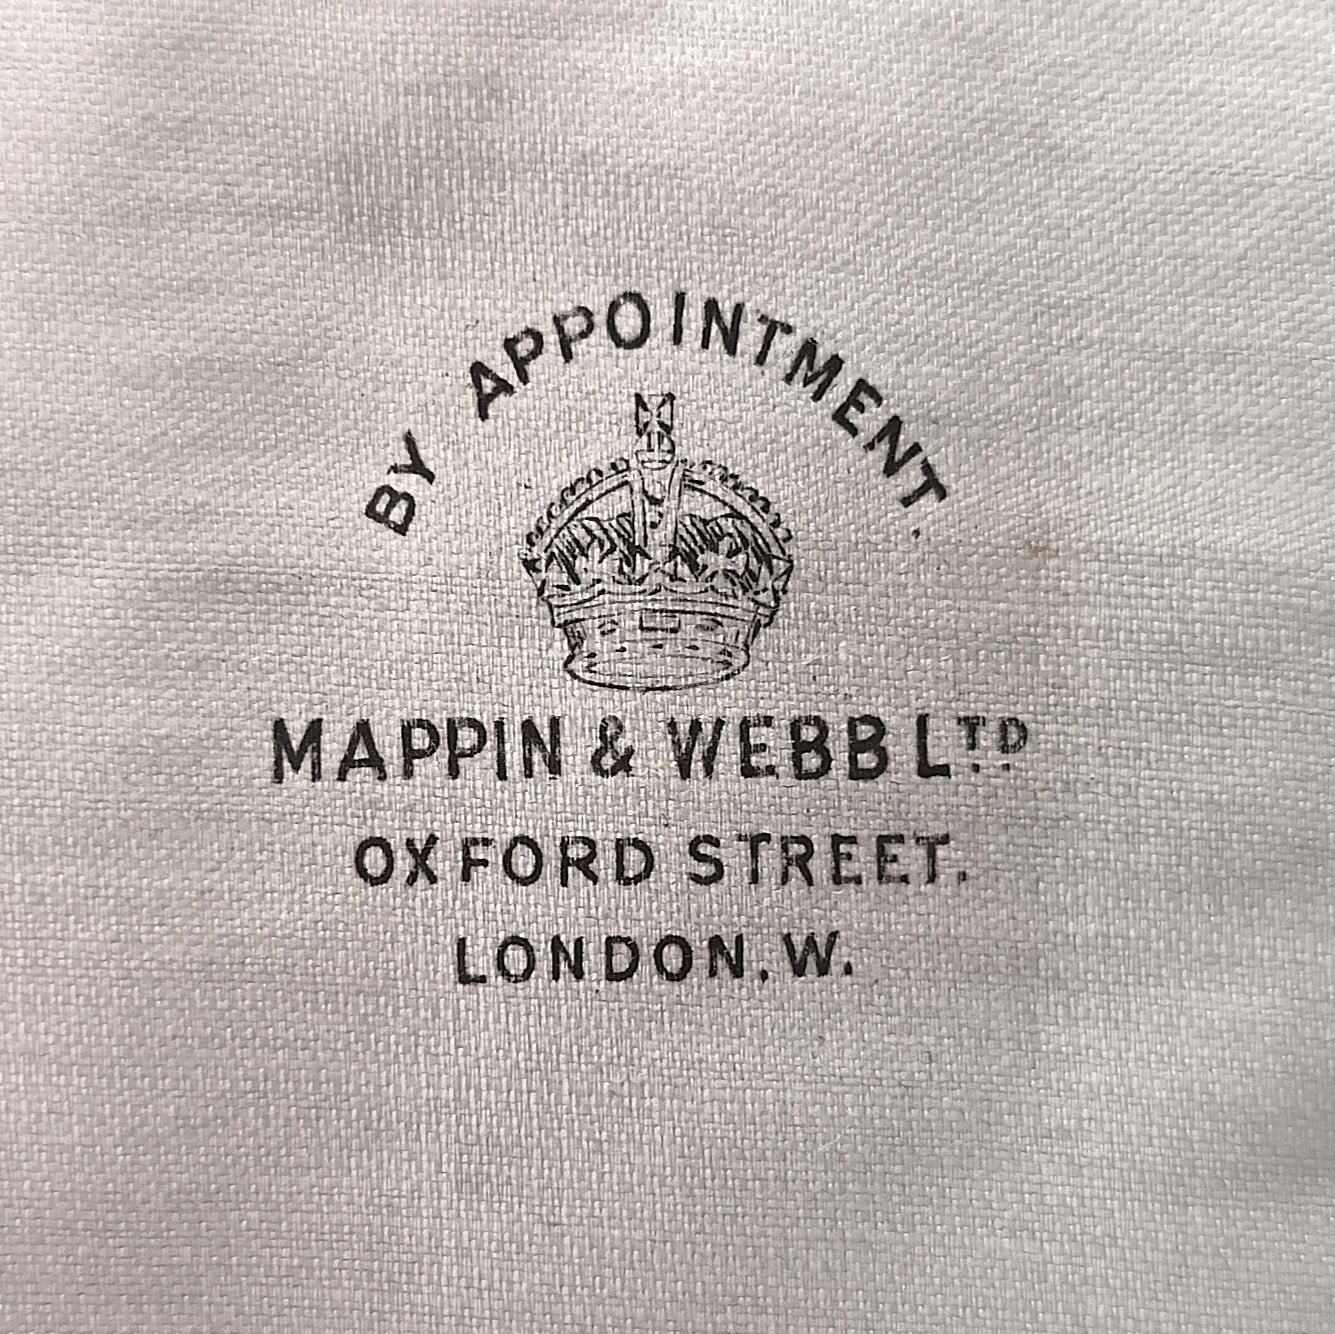 BY APPOINTMENT.
MAPPIN & WEBB LTD.
OXFORD STREET.
LONDON, W.